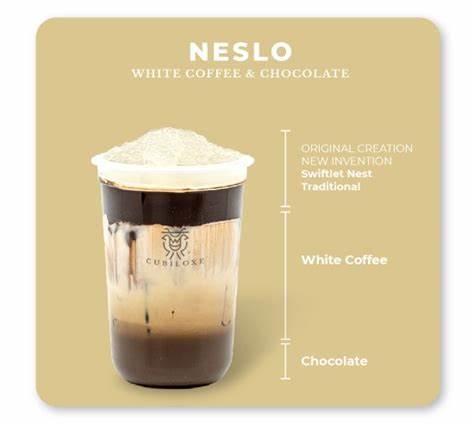 NESLO
WHITE COFFEE & CHOCOLATE
ORIGINAL CREATION
NEW INVENTION
Swiftlet Nest
Traditional
CUBILOXE
White Coffee
Chocolate